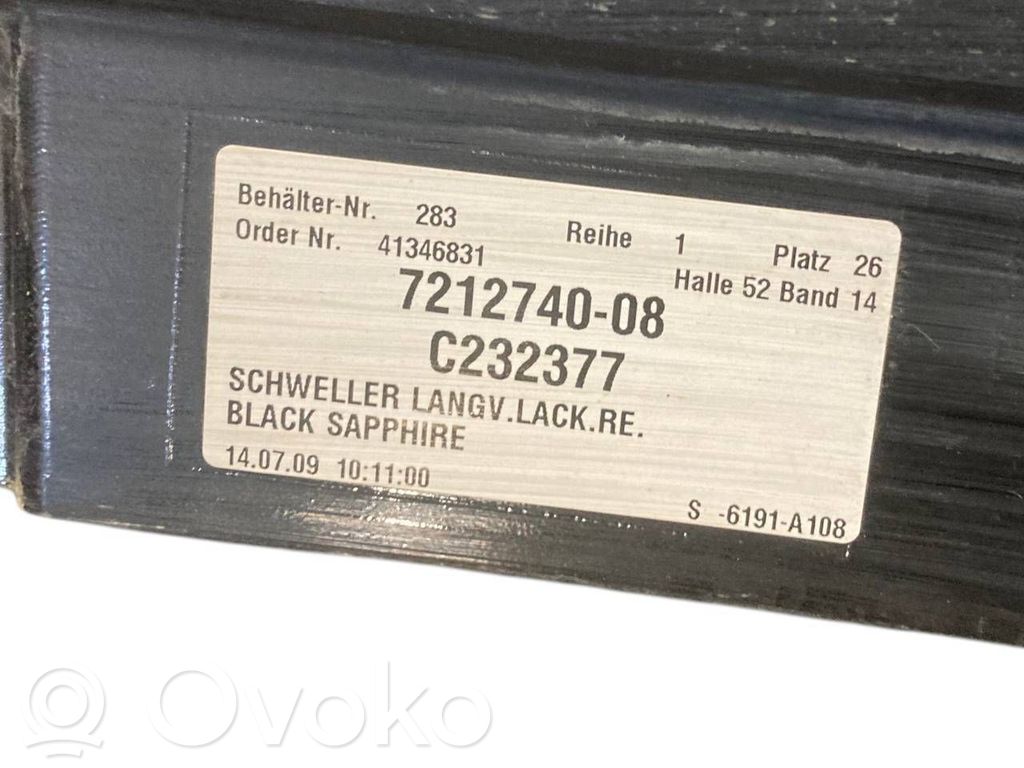 Behälter-Nr. 283 Reihe 1 Platz 26
Order Nr. 41346831 Halle 52 Band 14
7212740-08
C232377
SCHWELLER LANGV.LACK.RE.
BLACK SAPPHIRE
14.07.09 10:11:00 S -6191-A108
Ovoko